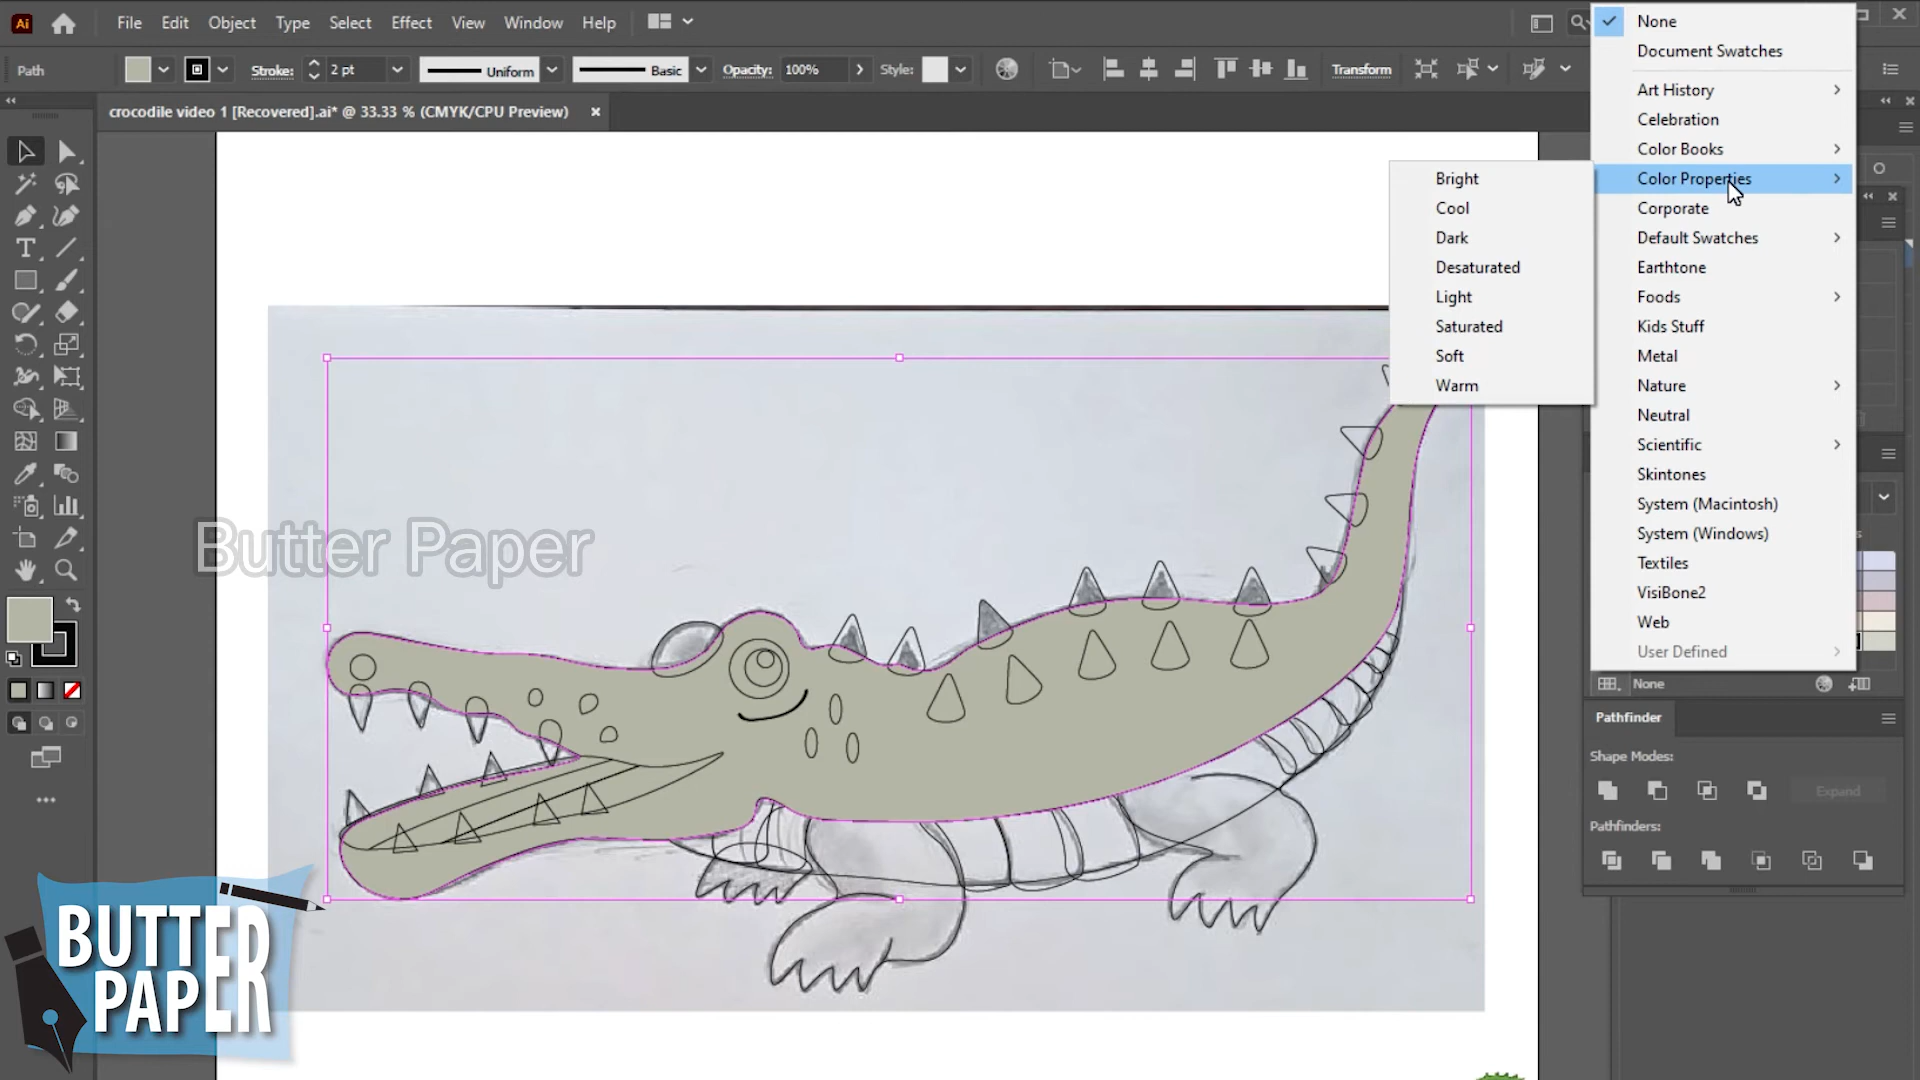 Ai File Edit Object Type Select Effect View Window Help
Path Stroke: 2 pt Uniform Basic Opacity: 100% Style: Transform
crocodile video 1 [Recovered].ai* @ 33.33 % (CMYK/CPU Preview)
None
Document Swatches
Art History
Celebration
Color Books
Color Properties
Corporate
Default Swatches
Earthtone
Foods
Kids Stuff
Metal
Nature
Neutral
Scientific
Skintones
System (Macintosh)
System (Windows)
Textiles
VisiBone2
Web
User Defined
Bright
Cool
Dark
Desaturated
Light
Saturated
Soft
Warm
Butter Paper
None
Pathfinder
Shape Modes:
Expand
Pathfinders:
BUTTER
PAPER